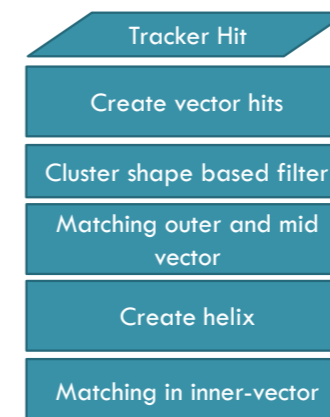 Tracker Hit
Create vector hits
Cluster shape based filter
Matching outer and mid
vector
Create helix
Matching in inner-vector